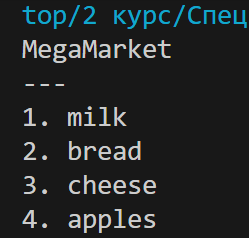 top/2 курс/Спец
MegaMarket
---
1. milk
2. bread
3. cheese
4. apples